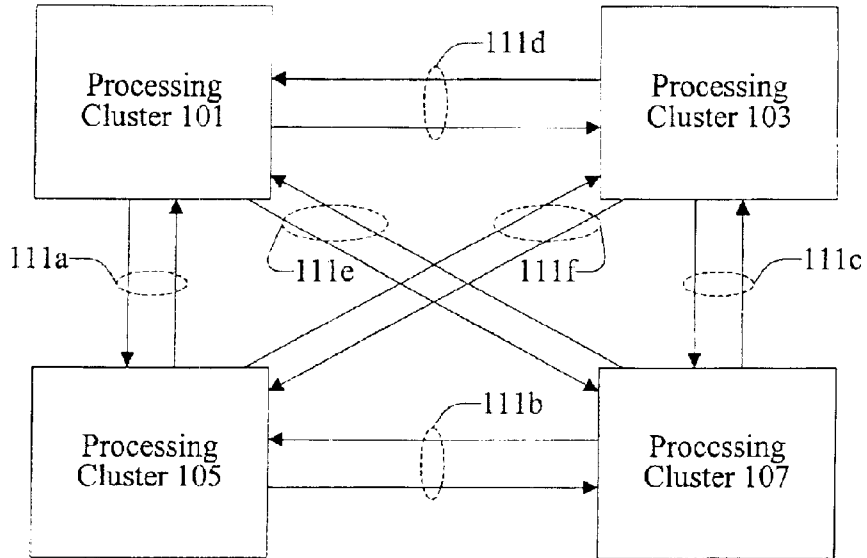 111d
Processing
Cluster 101
Processing
Cluster 103
111a
111e
111f
111c
111b
Processing
Cluster 105
Processing
Cluster 107